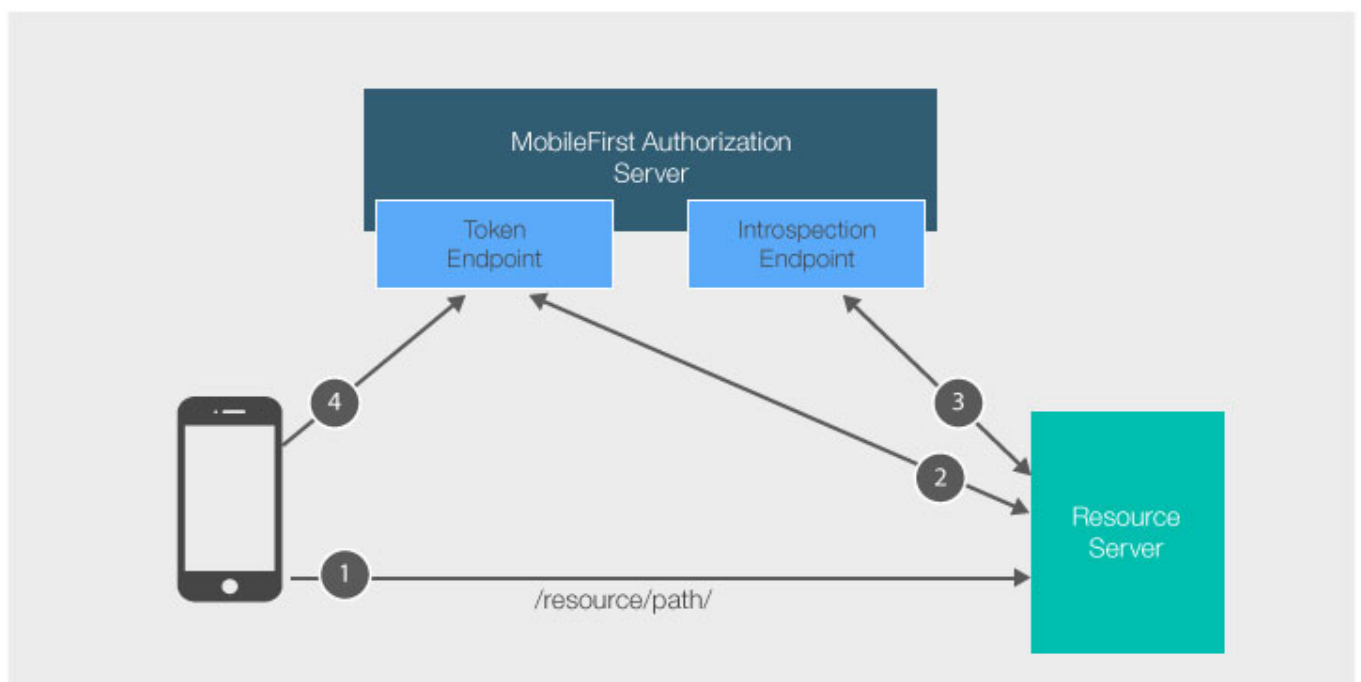 MobileFirst Authorization
Server
Token
Endpoint
Introspection
Endpoint
4
3
2
Resource
Server
1
/resource/path/